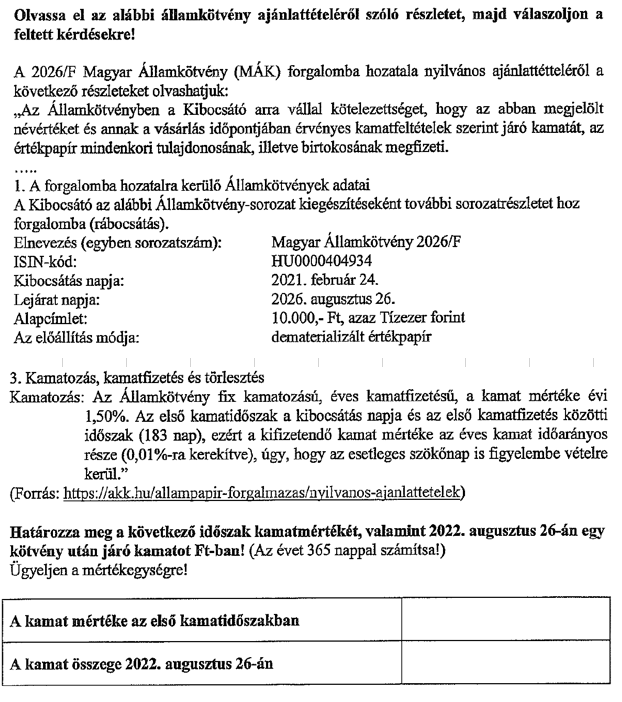 Olvassa el az alábbi államkötvény ajánlattételéről szóló részletet, majd válaszoljon a
feltett kérdésekre!
A 2026/F Magyar Államkötvény (MÁK) forgalomba hozatala nyilvános ajánlattétteléről a
következő részleteket olvashatjuk:
„Az Államkötvényben a Kibocsátó arra vállal kötelezettséget, hogy az abban megjelölt
névértéket és annak a vásárlás időpontjában érvényes kamatfeltételek szerint járó kamatát, az
értékpapír mindenkori tulajdonosának, illetve birtokosának megfizeti.
.....
1. A forgalomba hozatalra kerülő Államkötvények adatai
A Kibocsátó az alábbi Államkötvény-sorozat kiegészítéseként további sorozatrészletet hoz
forgalomba (rábocsátás).
Elnevezés (egyben sorozatszám): Magyar Államkötvény 2026/F
ISIN-kód: HU0000404934
Kibocsátás napja: 2021. február 24.
Lejárat napja: 2026. augusztus 26.
Alapcímlet: 10.000,- Ft, azaz Tízezer forint
Az előállítás módja: dematerializált értékpapír
3. Kamatozás, kamatfizetés és törlesztés
Kamatozás: Az Államkötvény fix kamatozású, éves kamatfizetésű, a kamat mértéke évi
1,50%. Az első kamatidőszak a kibocsátás napja és az első kamatfizetés közötti
időszak (183 nap), ezért a kifizetendő kamat mértéke az éves kamat időarányos
része (0,01%-ra kerekítve), úgy, hogy az esetleges szökőnap is figyelembe vételre
kerül.”
(Forrás: https://akk.hu/allampapir-forgalmazas/nyilvanos-ajanlattetelek)
Határozza meg a következő időszak kamatmértékét, valamint 2022. augusztus 26-án egy
kötvény után járó kamatot Ft-ban! (Az évet 365 nappal számítsa!)
Ügyeljen a mértékegységre!
A kamat mértéke az első kamatidőszakban
A kamat összege 2022. augusztus 26-án